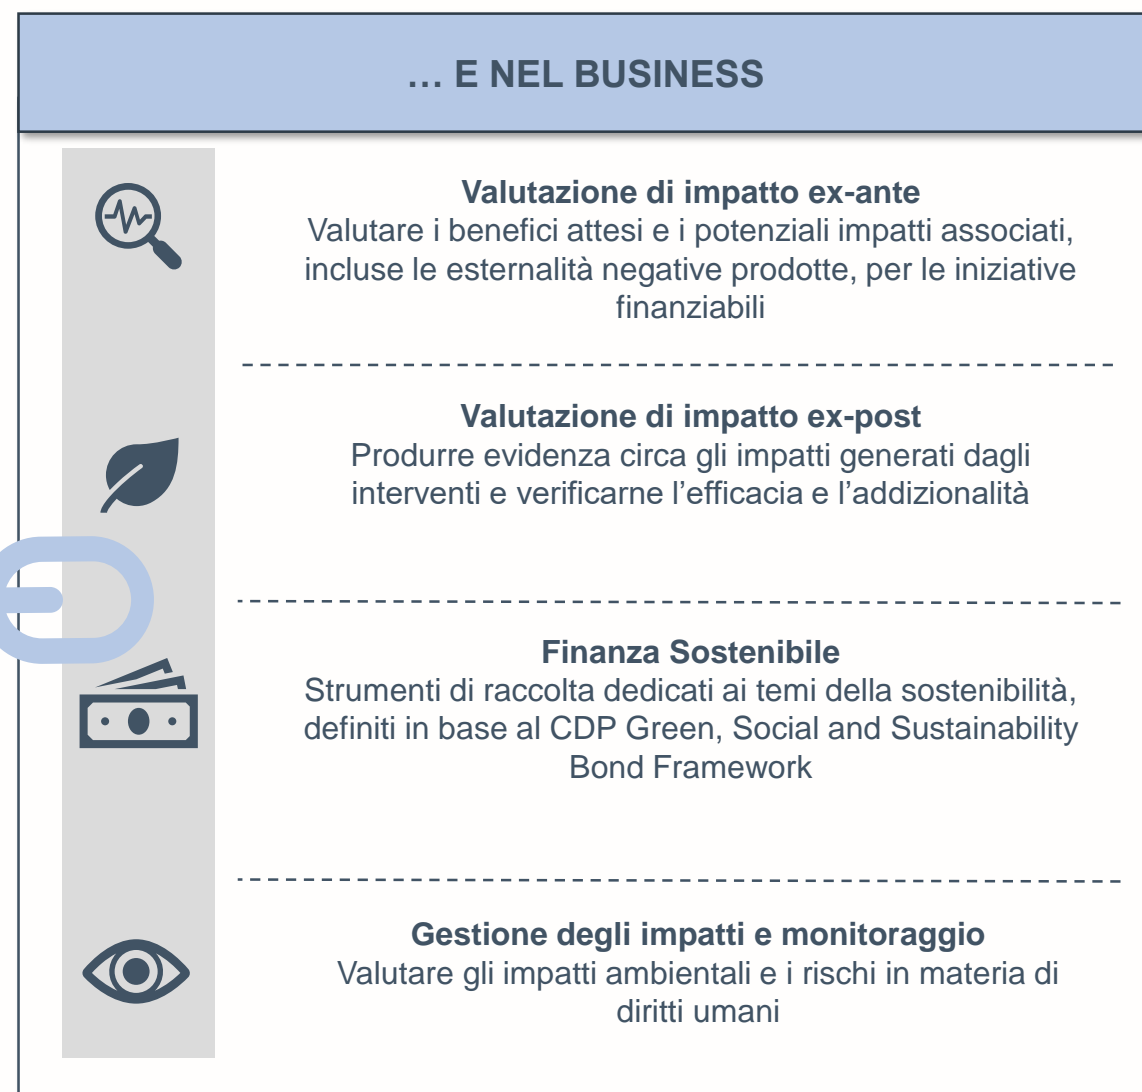 … E NEL BUSINESS
Valutazione di impatto ex-ante
Valutare i benefici attesi e i potenziali impatti associati,
incluse le esternalità negative prodotte, per le iniziative
finanziabili
Valutazione di impatto ex-post
Produrre evidenza circa gli impatti generati dagli
interventi e verificarne l’efficacia e l’addizionalità
Finanza Sostenibile
Strumenti di raccolta dedicati ai temi della sostenibilità,
definiti in base al CDP Green, Social and Sustainability
Bond Framework
Gestione degli impatti e monitoraggio
Valutare gli impatti ambientali e i rischi in materia di
diritti umani